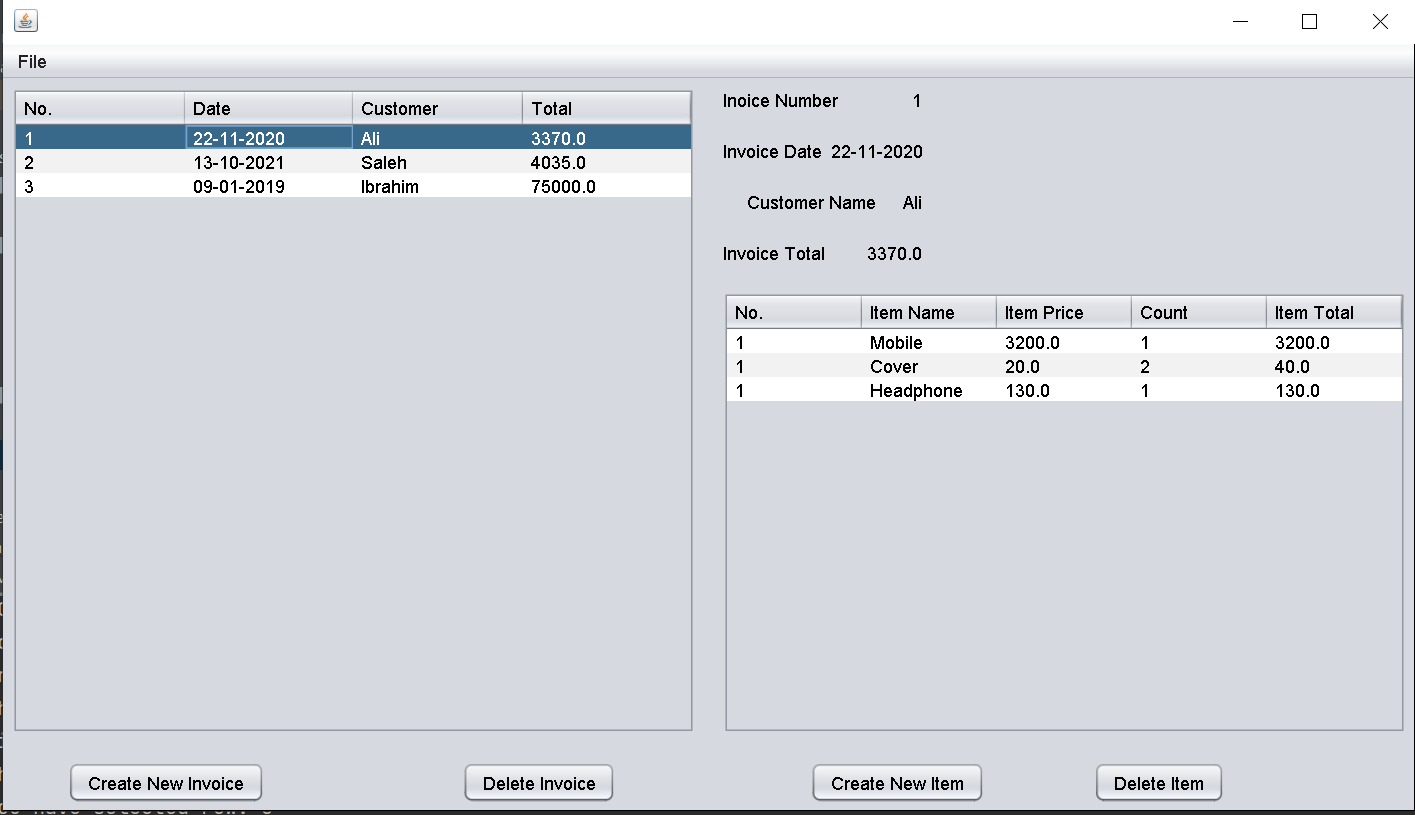 File
No. Date Customer Total
1 22-11-2020 Ali 3370.0
2 13-10-2021 Saleh 4035.0
3 09-01-2019 Ibrahim 75000.0
Inoice Number 1
Invoice Date 22-11-2020
Customer Name Ali
Invoice Total 3370.0
No. Item Name Item Price Count Item Total
1 Mobile 3200.0 1 3200.0
1 Cover 20.0 2 40.0
1 Headphone 130.0 1 130.0
Create New Invoice Delete Invoice Create New Item Delete Item